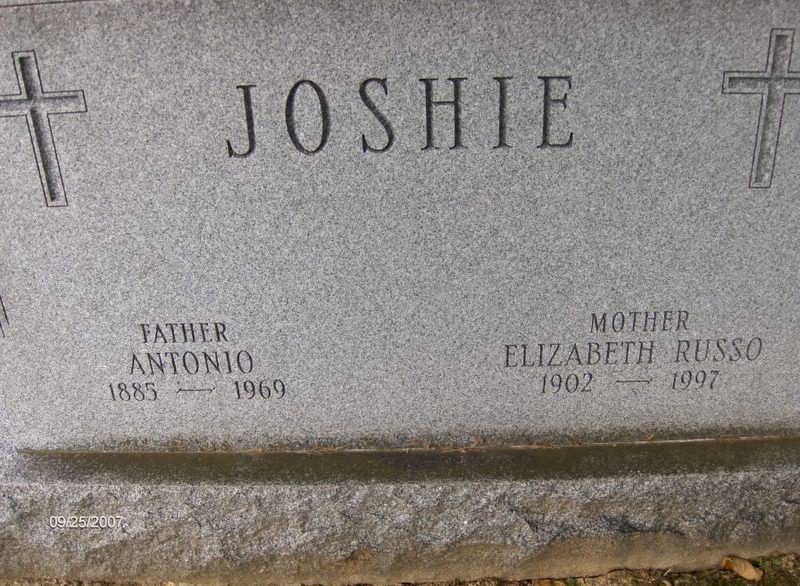 JOSHIE
FATHER
ANTONIO
1885 — 1969
MOTHER
ELIZABETH RUSSO
1902 — 1997
09/25/2007